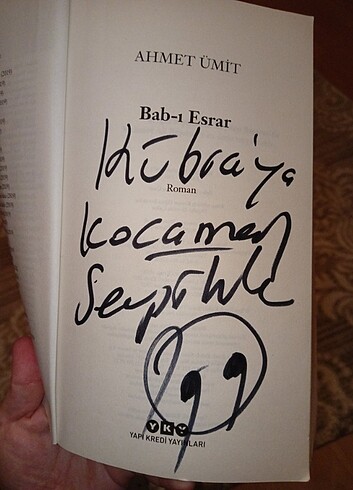 AHMET ÜMİT
Bab-ı Esrar
Kübra'ya
Roman
kocaman
Sevgilerle
YKY
YAPI KREDİ YAYINLARI